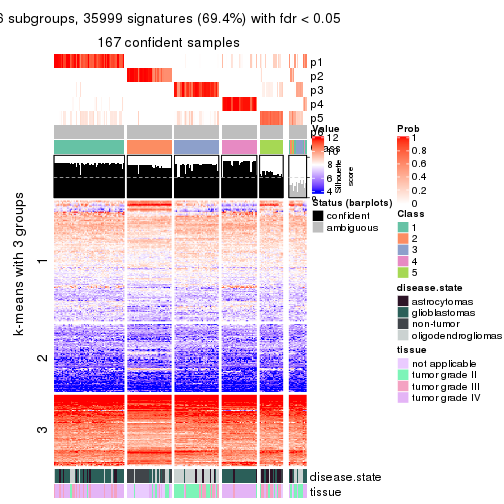 6 subgroups, 35999 signatures (69.4%) with fdr < 0.05
167 confident samples
p1
p2
p3
p4
p5
k-means with 3 groups
1
2
3
Value
12
8
6
4
Silhouette
score
Status (barplots)
confident
ambiguous
Prob
1
0.8
0.6
0.4
0.2
0
Class
1
2
3
4
5
disease.state
astrocytomas
glioblastomas
non-tumor
oligodendrogliomas
tissue
not applicable
tumor grade II
tumor grade III
tumor grade IV
disease.state
tissue